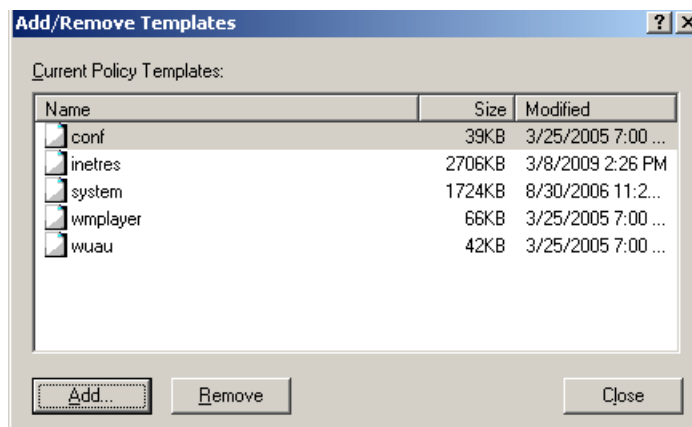 Add/Remove Templates
Current Policy Templates:
Name Size Modified
conf 39KB 3/25/2005 7:00 ...
inetres 2706KB 3/8/2009 2:26 PM
system 1724KB 8/30/2006 11:2...
wmplayer 66KB 3/25/2005 7:00 ...
wuau 42KB 3/25/2005 7:00 ...
Add... Remove Close